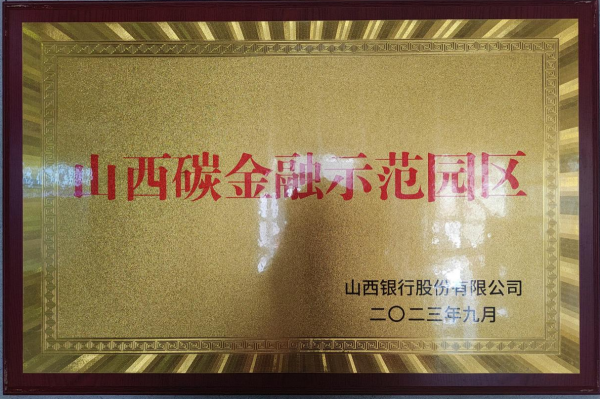 山西碳金融示范园区
山西银行股份有限公司
二〇二三年九月